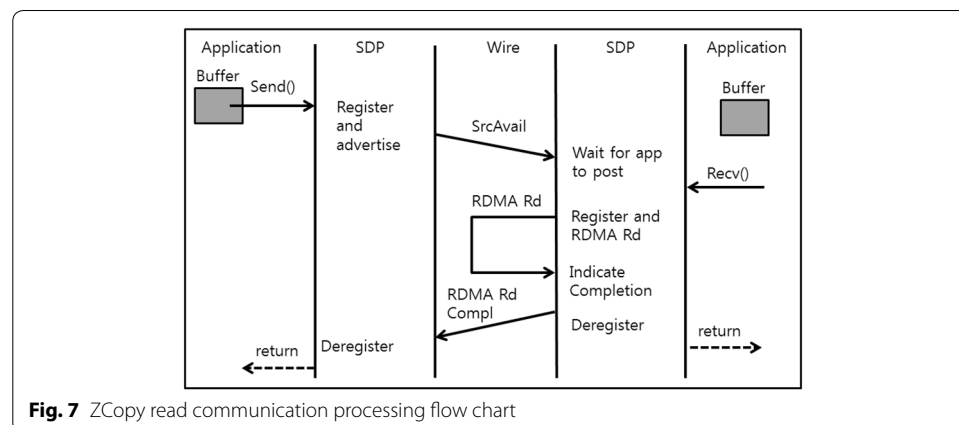 Application SDP Wire SDP Application
Buffer
Send()
Buffer
Register
and
advertise
SrcAvail
Wait for app
to post
Recv()
RDMA Rd
Register and
RDMA Rd
Indicate
Completion
RDMA Rd
Compl
Deregister
return
Deregister
return
Fig. 7 ZCopy read communication processing flow chart